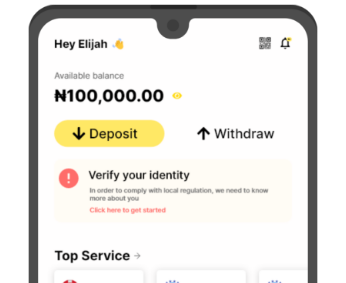 Hey Elijah 👋
Available balance
₦100,000.00
Deposit
Withdraw
Verify your identity
In order to comply with local regulation, we need to know
more about you
Click here to get started
Top Service